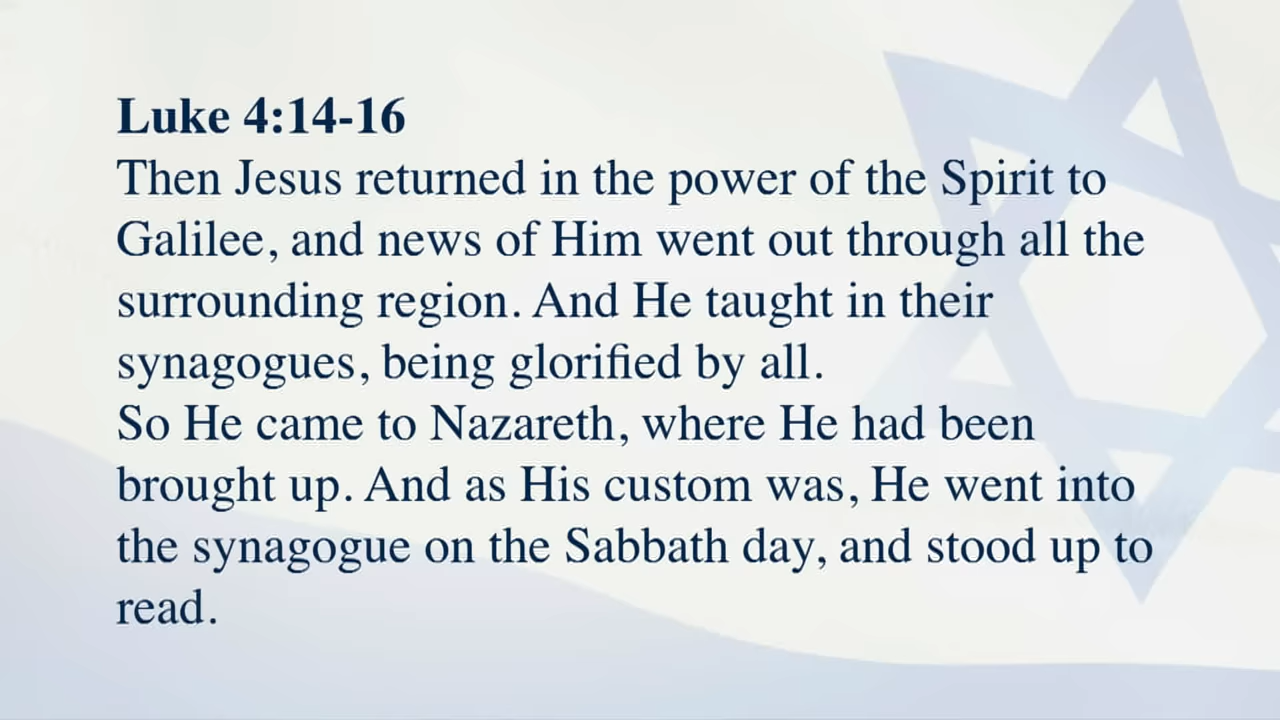 Luke 4:14-16
Then Jesus returned in the power of the Spirit to
Galilee, and news of Him went out through all the
surrounding region. And He taught in their
synagogues, being glorified by all.
So He came to Nazareth, where He had been
brought up. And as His custom was, He went into
the synagogue on the Sabbath day, and stood up to
read.